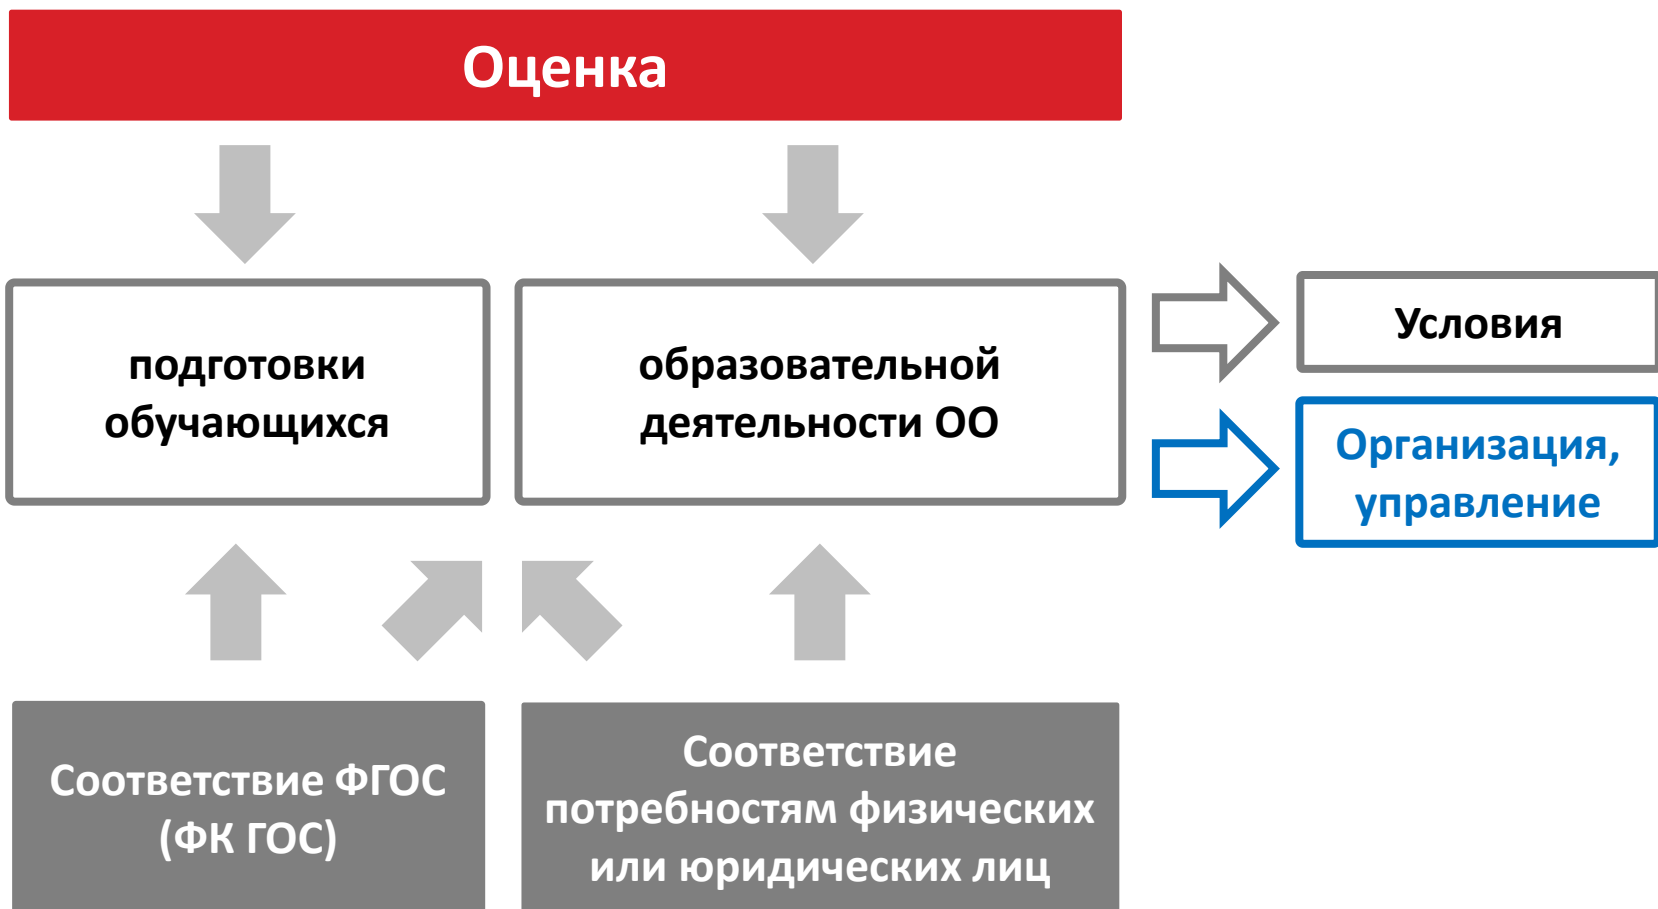 Оценка
подготовки
обучающихся
образовательной
деятельности ОО
Условия
Организация,
управление
Соответствие ФГОС
(ФК ГОС)
Соответствие
потребностям физических
или юридических лиц